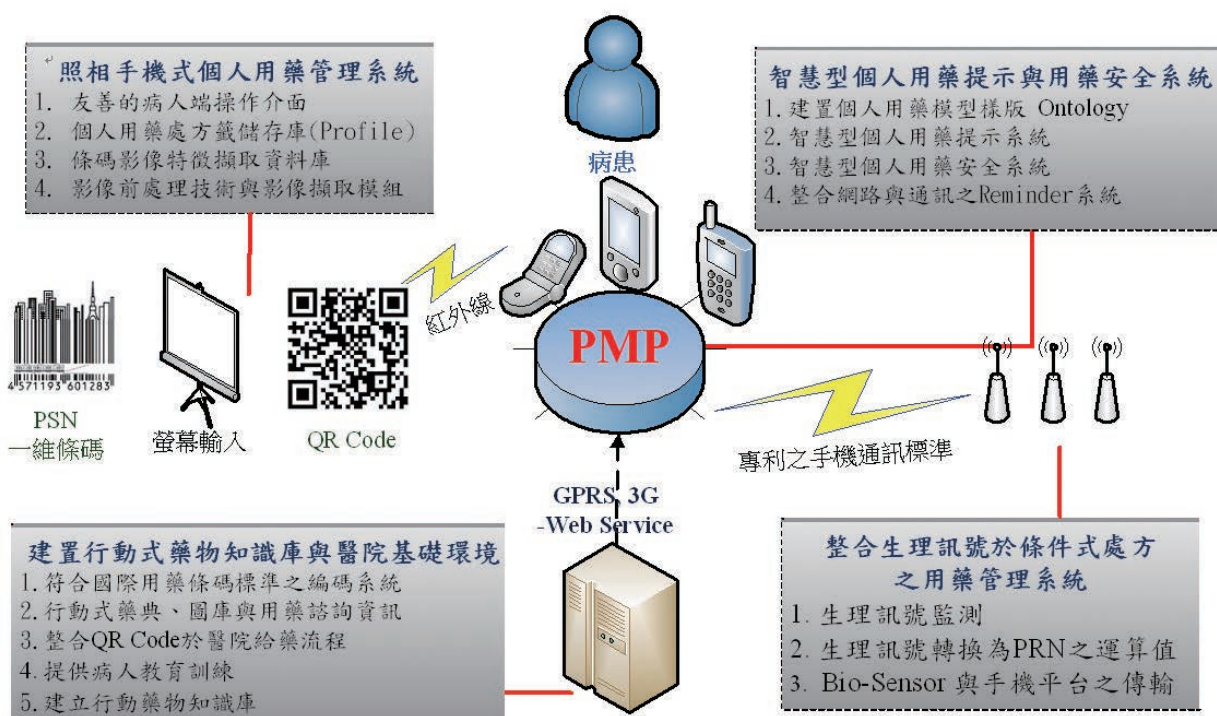 照相手機式個人用藥管理系統
1. 友善的病人端操作介面
2. 個人用藥處方籤儲存庫(Profile)
3. 條碼影像特徵擷取資料庫
4. 影像前處理技術與影像擷取模組
病患
智慧型個人用藥提示與用藥安全系統
1.建置個人用藥模型樣版 Ontology
2.智慧型個人用藥提示系統
3.智慧型個人用藥安全系統
4.整合網路與通訊之Reminder系統
紅外線
PMP
4 571193 601283
PSN
一維條碼
螢幕輸入
QR Code
專利之手機通訊標準
GPRS, 3G
-Web Service
建置行動式藥物知識庫與醫院基礎環境
1.符合國際用藥條碼標準之編碼系統
2.行動式藥典、圖庫與用藥諮詢資訊
3.整合QR Code於醫院給藥流程
4.提供病人教育訓練
5.建立行動藥物知識庫
整合生理訊號於條件式處方
之用藥管理系統
1. 生理訊號監測
2. 生理訊號轉換為PRN之運算值
3. Bio-Sensor 與手機平台之傳輸